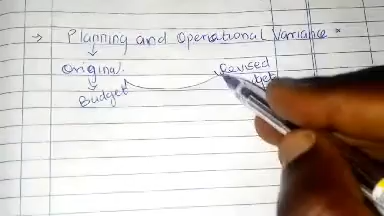 → Planning and Operational Variance
Original Revised
Budget